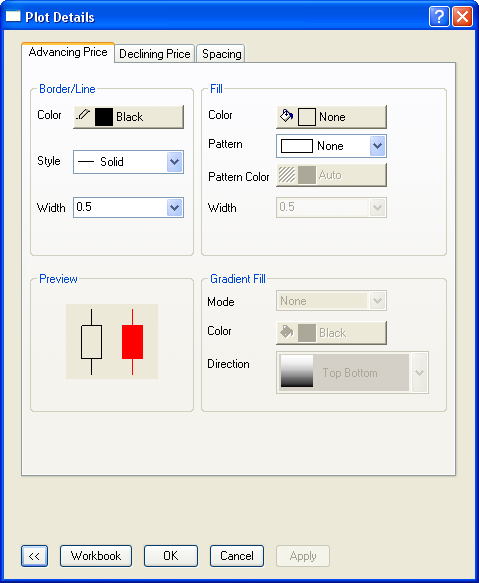 Plot Details
Advancing Price Declining Price Spacing
Border/Line
Color Black
Style Solid
Width 0.5
Fill
Color None
Pattern None
Pattern Color Auto
Width 0.5
Preview
Gradient Fill
Mode None
Color Black
Direction Top Bottom
<< Workbook OK Cancel Apply